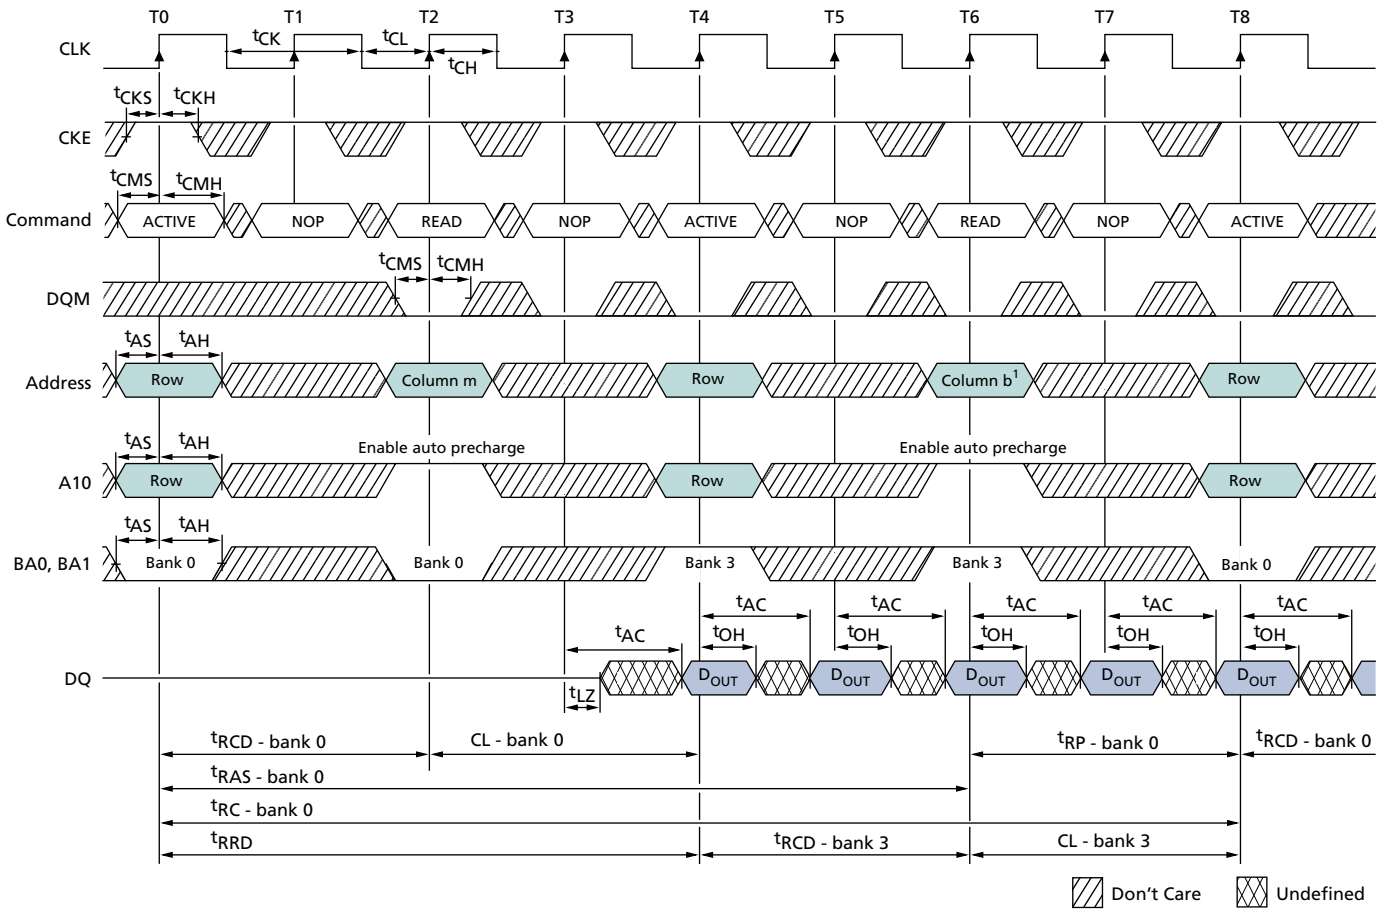 T0 T1 T2 T3 T4 T5 T6 T7 T8
CLK tCK tCL tCH
tCKS tCKH
CKE
tCMS tCMH
Command ACTIVE NOP READ NOP ACTIVE NOP READ NOP ACTIVE
tCMS tCMH
DQM
tAS tAH
Address Row Column m Row Column b1 Row
tAS tAH Enable auto precharge Enable auto precharge
A10 Row Row Row
tAS tAH
BA0, BA1 Bank 0 Bank 0 Bank 3 Bank 3 Bank 0
tAC tAC tAC tAC tAC tAC
tOH tOH tOH tOH tOH
DQ DOUT DOUT DOUT DOUT DOUT
tLZ
tRCD - bank 0 CL - bank 0 tRP - bank 0 tRCD - bank 0
tRAS - bank 0
tRC - bank 0
tRRD tRCD - bank 3 CL - bank 3
Don't Care Undefined